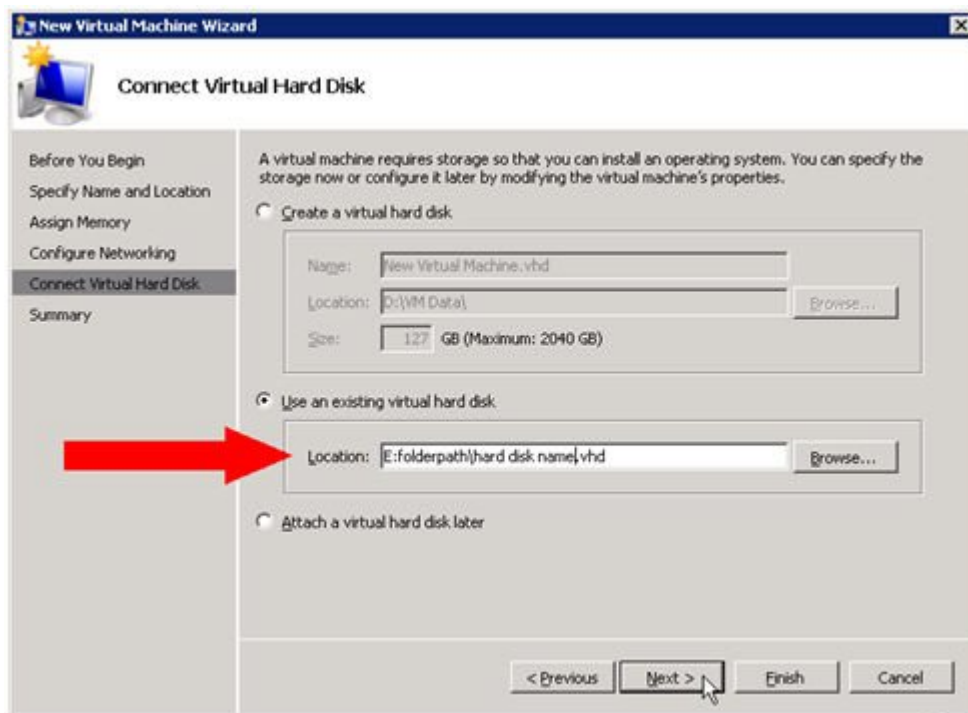 New Virtual Machine Wizard
Connect Virtual Hard Disk
Before You Begin
Specify Name and Location
Assign Memory
Configure Networking
Connect Virtual Hard Disk
Summary
A virtual machine requires storage so that you can install an operating system. You can specify the
storage now or configure it later by modifying the virtual machine's properties.
Create a virtual hard disk
Name: New Virtual Machine.vhd
Location: D:\VM Data\ Browse...
Size: 127 GB (Maximum: 2040 GB)
Use an existing virtual hard disk
Location: E:folderpath\hard disk name.vhd Browse...
Attach a virtual hard disk later
< Previous Next > Finish Cancel